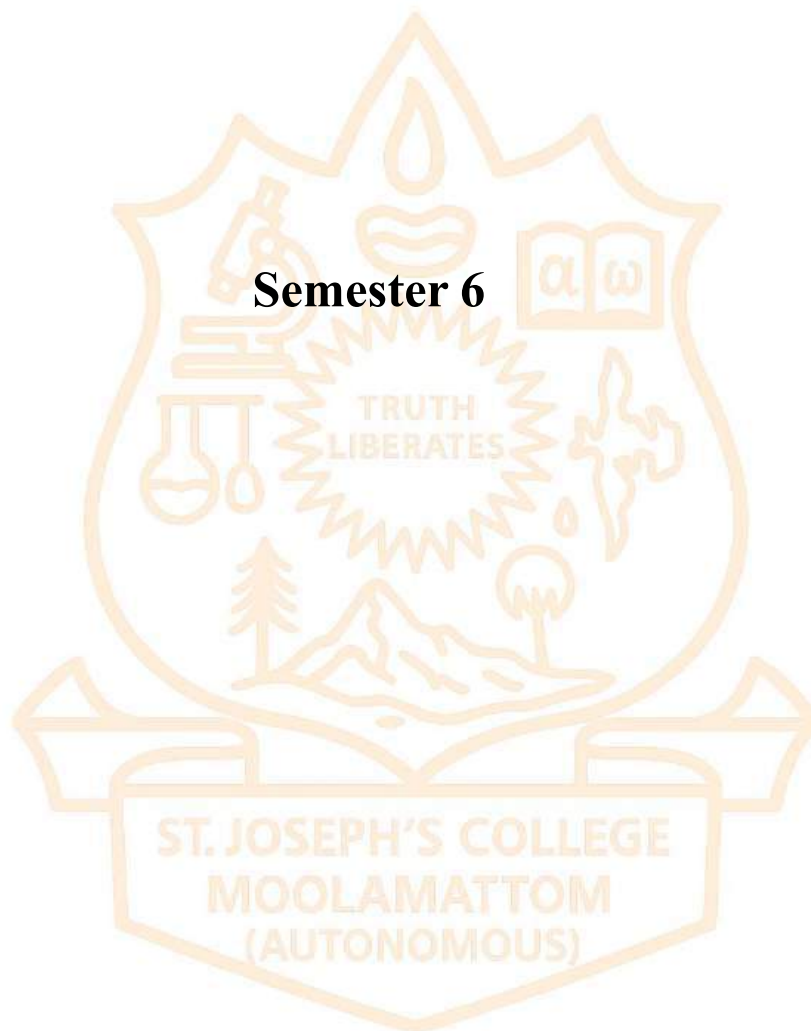 Semester 6
α ω
TRUTH
LIBERATES
ST. JOSEPH'S COLLEGE
MOOLAMATTOM
(AUTONOMOUS)